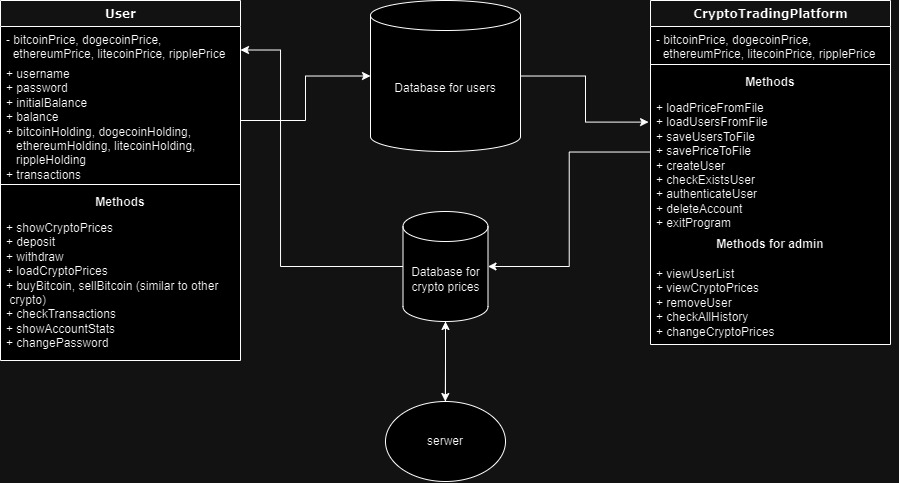 User
- bitcoinPrice, dogecoinPrice,
ethereumPrice, litecoinPrice, ripplePrice
+ username
+ password
+ initialBalance
+ balance
+ bitcoinHolding, dogecoinHolding,
ethereumHolding, litecoinHolding,
rippleHolding
+ transactions
Methods
+ showCryptoPrices
+ deposit
+ withdraw
+ loadCryptoPrices
+ buyBitcoin, sellBitcoin (similar to other
crypto)
+ checkTransactions
+ showAccountStats
+ changePassword
Database for users
Database for
crypto prices
serwer
CryptoTradingPlatform
- bitcoinPrice, dogecoinPrice,
ethereumPrice, litecoinPrice, ripplePrice
Methods
+ loadPriceFromFile
+ loadUsersFromFile
+ saveUsersToFile
+ savePriceToFile
+ createUser
+ checkExistsUser
+ authenticateUser
+ deleteAccount
+ exitProgram
Methods for admin
+ viewUserList
+ viewCryptoPrices
+ removeUser
+ checkAllHistory
+ changeCryptoPrices